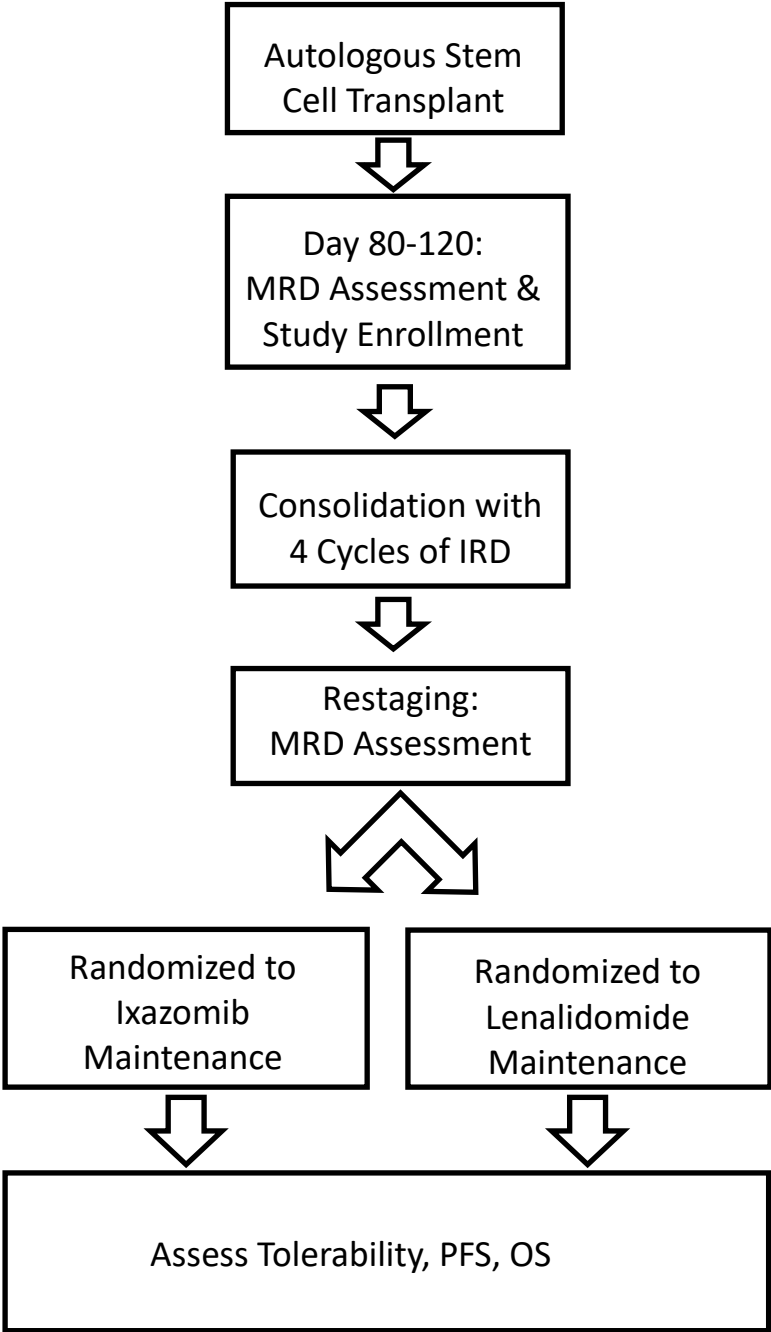 Autologous Stem
Cell Transplant
Day 80-120:
MRD Assessment &
Study Enrollment
Consolidation with
4 Cycles of IRD
Restaging:
MRD Assessment
Randomized to
Ixazomib
Maintenance
Randomized to
Lenalidomide
Maintenance
Assess Tolerability, PFS, OS